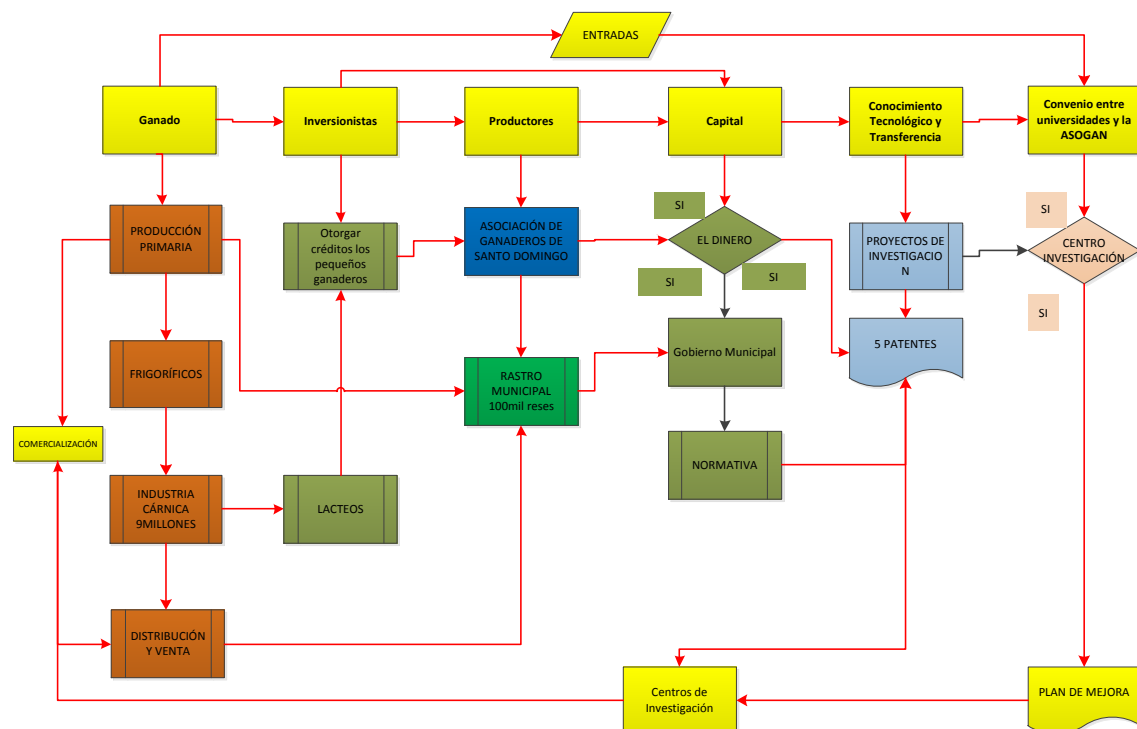 ENTRADAS
Ganado
Inversionistas
Productores
Capital
Conocimiento
Tecnológico y
Transferencia
Convenio entre
universidades y la
ASOGAN
SI
SI
PRODUCCIÓN
PRIMARIA
Otorgar
créditos los
pequeños
ganaderos
ASOCIACIÓN DE
GANADEROS DE
SANTO DOMINGO
EL DINERO
PROYECTOS DE
INVESTIGACIO
N
CENTRO
INVESTIGACIÓN
SI
SI
SI
FRIGORÍFICOS
RASTRO
MUNICIPAL
100mil reses
Gobierno Municipal
5 PATENTES
COMERCIALIZACIÓN
INDUSTRIA
CÁRNICA
9MILLONES
LACTEOS
NORMATIVA
DISTRIBUCIÓN
Y VENTA
Centros de
Investigación
PLAN DE MEJORA